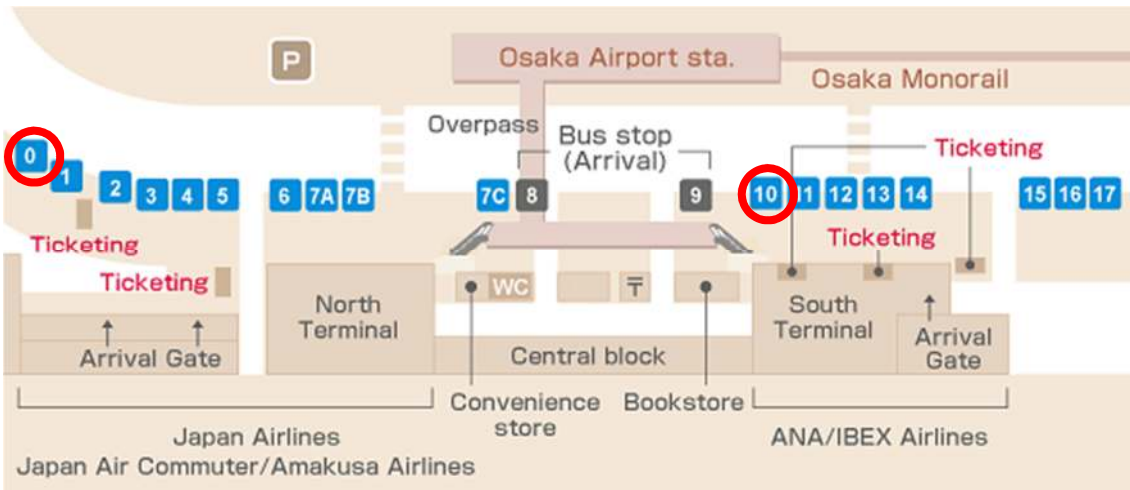 P
Osaka Airport sta.
Osaka Monorail
Overpass
Bus stop
(Arrival)
Ticketing
0
1
2
3
4
5
6
7A
7B
7C
8
9
10
11
12
13
14
15
16
17
Ticketing
Ticketing
Ticketing
WC
〒
North
Terminal
South
Terminal
Arrival Gate
Arrival
Gate
Central block
Convenience
store
Bookstore
Japan Airlines
Japan Air Commuter/Amakusa Airlines
ANA/IBEX Airlines